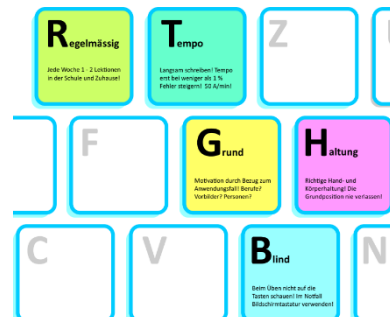 Regelmässig
Jede Woche 1 - 2 Lektionen
in der Schule und Zuhause!
Tempo
Langsam schreiben! Tempo
erst bei weniger als 1 %
Fehler steigern! 50 A/min!
Z
F
Grund
Motivation durch Bezug zum
Anwendungsfall! Berufe?
Vorbilder? Personen?
Haltung
Richtige Hand- und
Körperhaltung! Die
Grundposition nie verlassen!
C
V
Blind
Beim Üben nicht auf die
Tasten schauen! Im Notfall
Bildschirmtastatur verwenden!
N